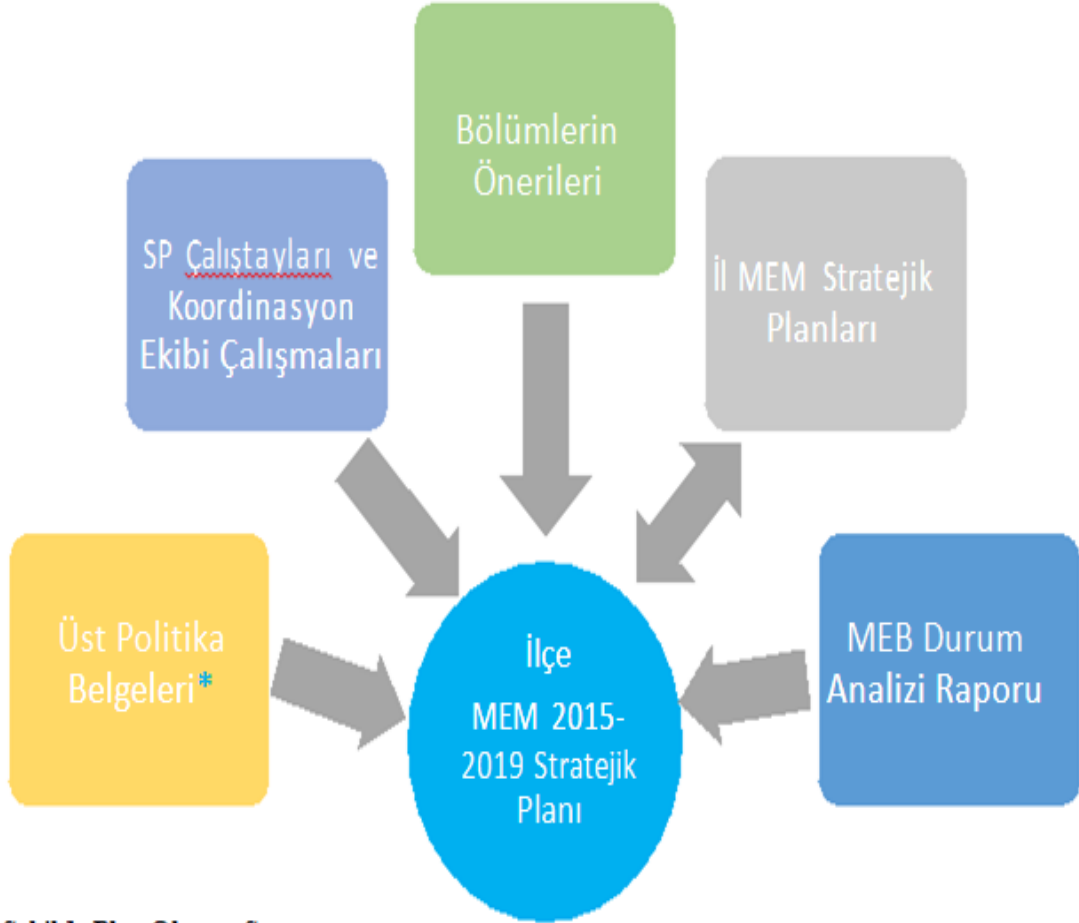 Bölümlerin
Önerileri
SP Çalıştayları ve
Koordinasyon
Ekibi Çalışmaları
İl MEM Stratejik
Planları
Üst Politika
Belgeleri*
İlçe
MEM 2015-
2019 Stratejik
Planı
MEB Durum
Analizi Raporu